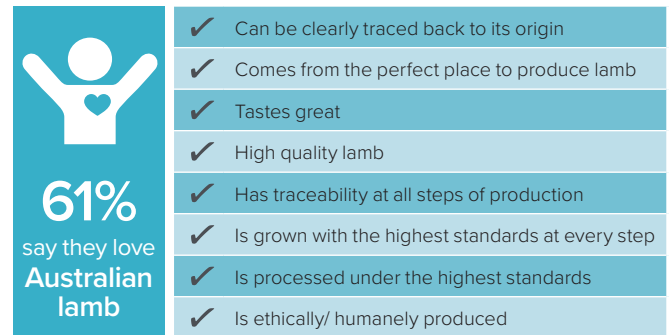 61%
say they love
Australian
lamb
✓ Can be clearly traced back to its origin
✓ Comes from the perfect place to produce lamb
✓ Tastes great
✓ High quality lamb
✓ Has traceability at all steps of production
✓ Is grown with the highest standards at every step
✓ Is processed under the highest standards
✓ Is ethically/ humanely produced